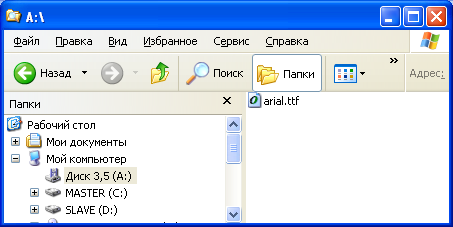 A:\
Файл Правка Вид Избранное Сервис Справка
Назад Поиск Папки » Адрес:
Папки
arial.ttf
Рабочий стол
Мои документы
Мой компьютер
Диск 3,5 (A:)
MASTER (C:)
SLAVE (D:)